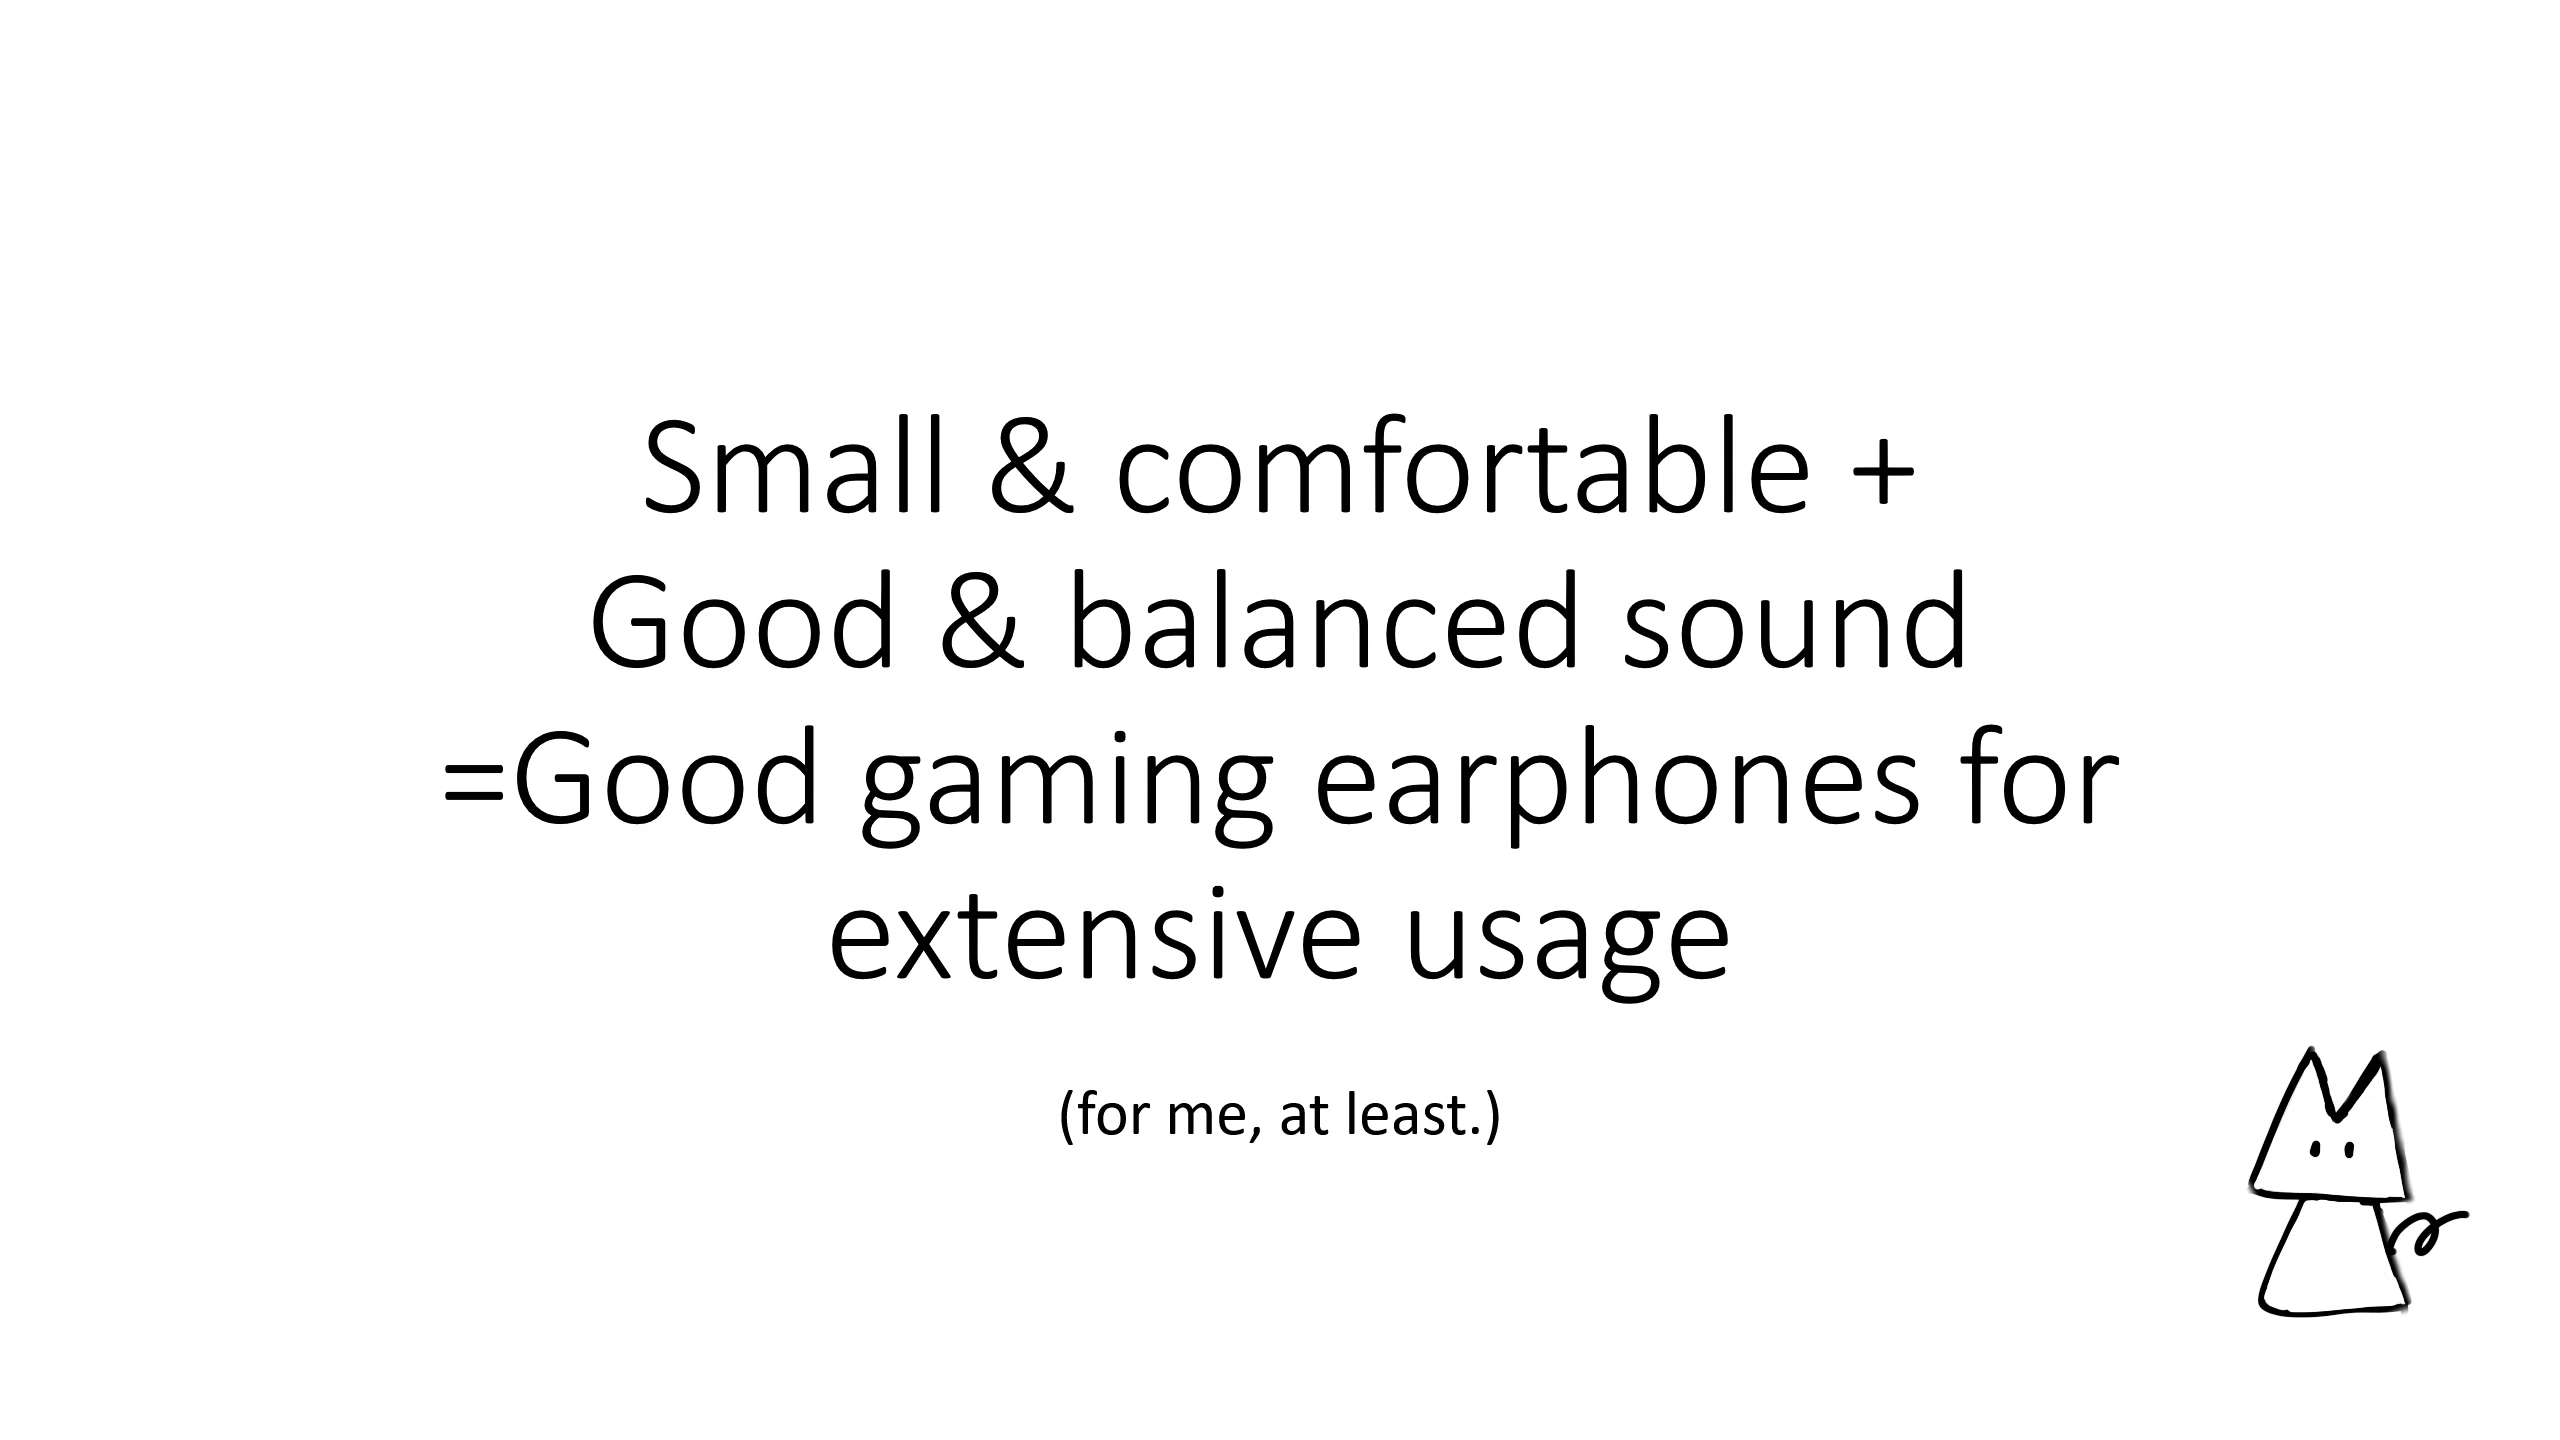 Small & comfortable +
Good & balanced sound
=Good gaming earphones for
extensive usage
(for me, at least.)